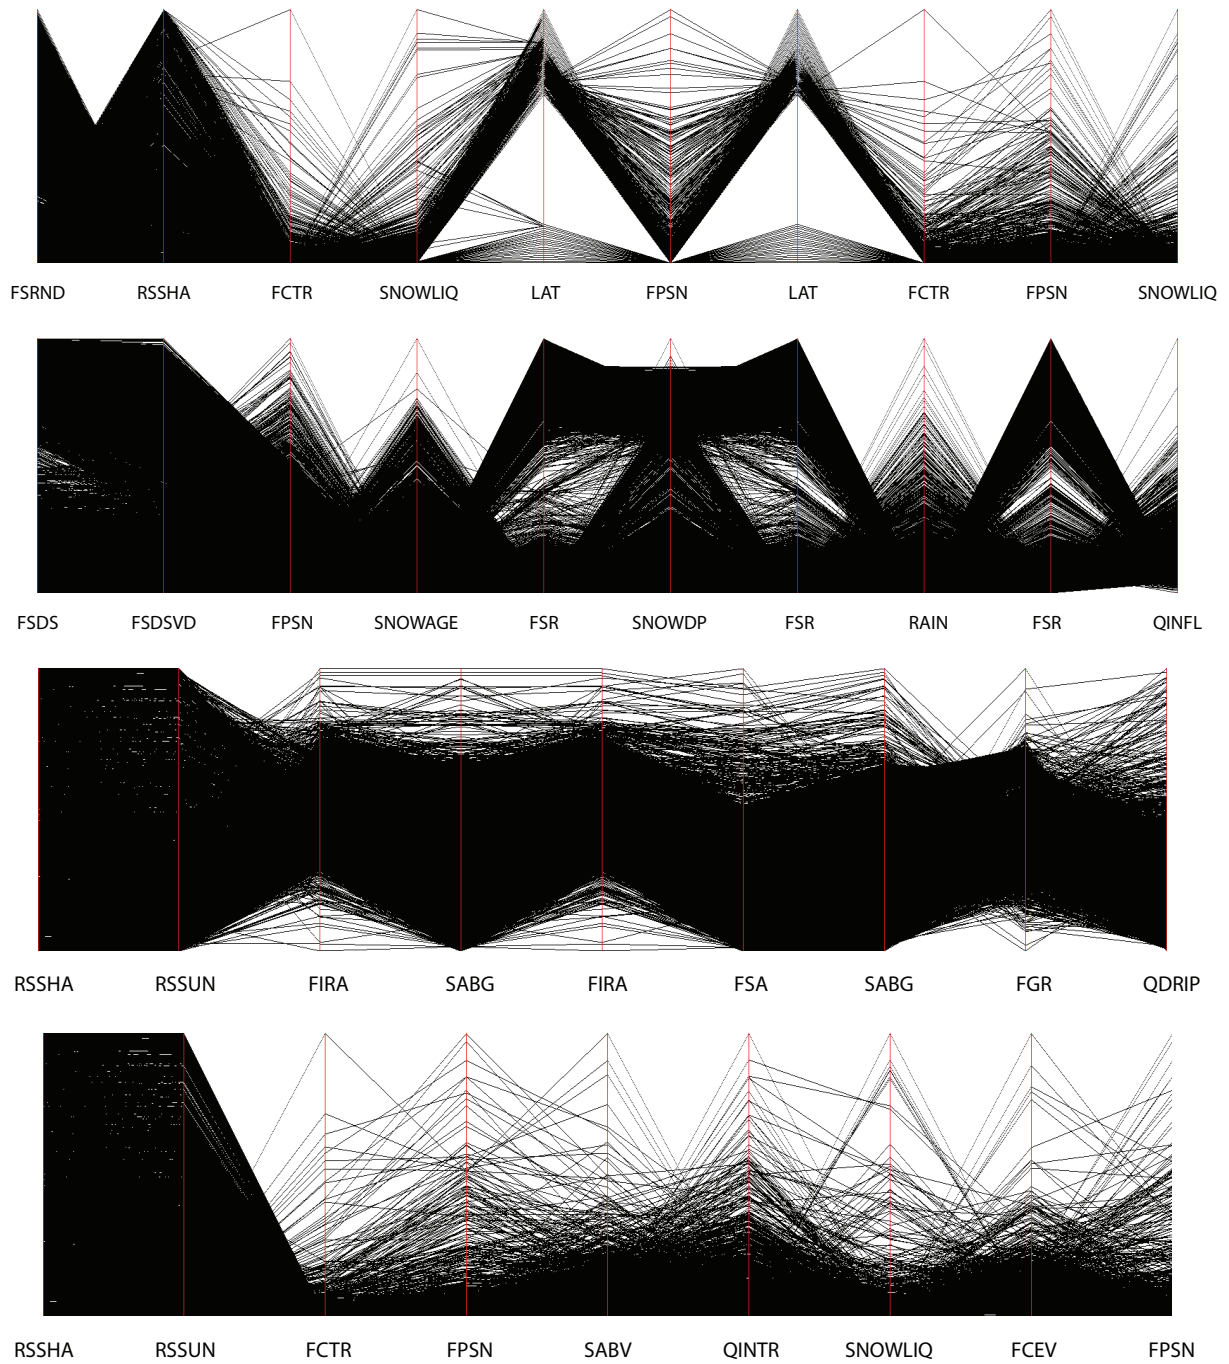 FSRND RSSHA FCTR SNOWLIQ LAT FPSN LAT FCTR FPSN SNOWLIQ
FSDS FSDSVD FPSN SNOWAGE FSR SNOWDP FSR RAIN FSR QINFL
RSSHA RSSUN FIRA SABG FIRA FSA SABG FGR QDRIP
RSSHA RSSUN FCTR FPSN SABV QINTR SNOWLIQ FCEV FPSN